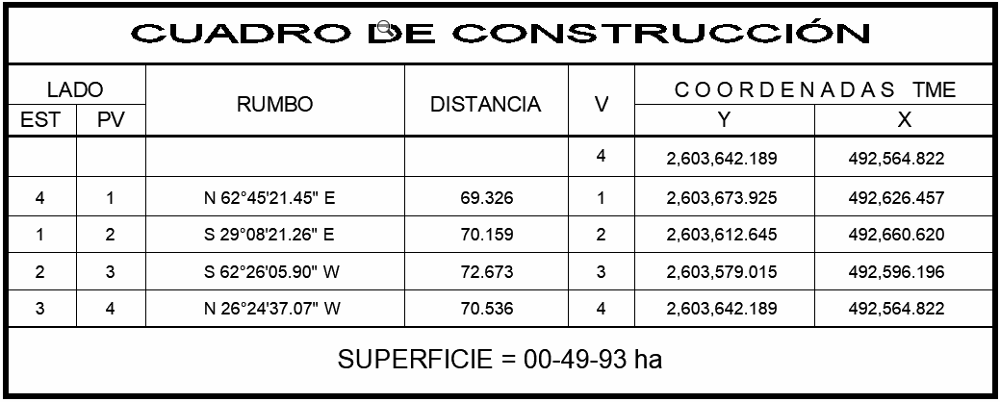 CUADRO DE CONSTRUCCIÓN
LADO RUMBO DISTANCIA V C O O R D E N A D A S TME
EST PV Y X
4 2,603,642.189 492,564.822
4 1 N 62°45'21.45" E 69.326 1 2,603,673.925 492,626.457
1 2 S 29°08'21.26" E 70.159 2 2,603,612.645 492,660.620
2 3 S 62°26'05.90" W 72.673 3 2,603,579.015 492,596.196
3 4 N 26°24'37.07" W 70.536 4 2,603,642.189 492,564.822
SUPERFICIE = 00-49-93 ha